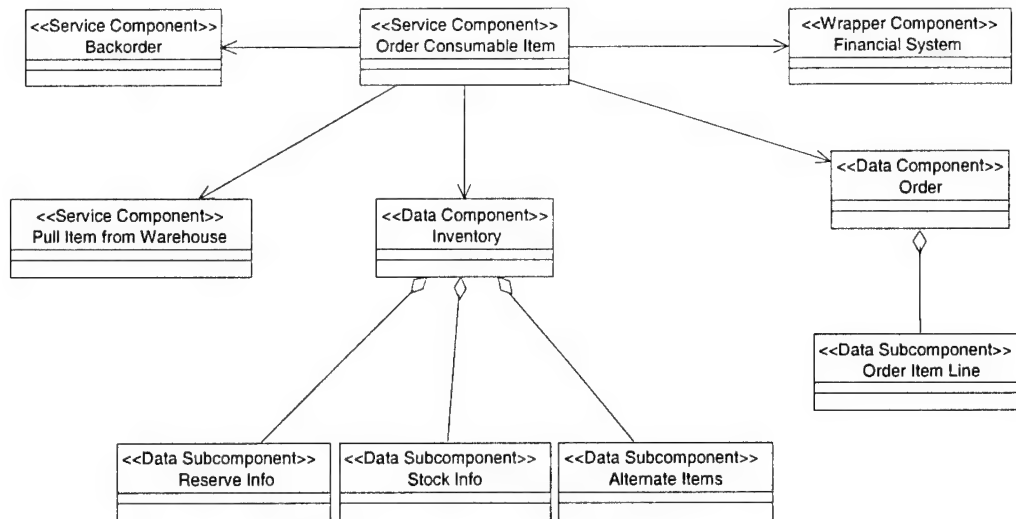 <<Service Component>>
Backorder
<<Service Component>>
Order Consumable Item
<<Wrapper Component>>
Financial System
<<Data Component>>
Order
<<Service Component>>
Pull Item from Warehouse
<<Data Component>>
Inventory
<<Data Subcomponent>>
Order Item Line
<<Data Subcomponent>>
Reserve Info
<<Data Subcomponent>>
Stock Info
<<Data Subcomponent>>
Alternate Items